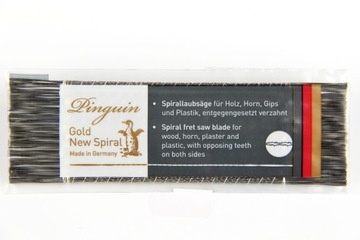 Pinguin
Gold
New Spiral
Made in Germany
• Spirallaubsäge für Holz, Horn, Gips
und Plastik, entgegengesetzt verzahnt
• Spiral fret saw blade for
wood, horn, plaster and
plastic, with opposing teeth
on both sides